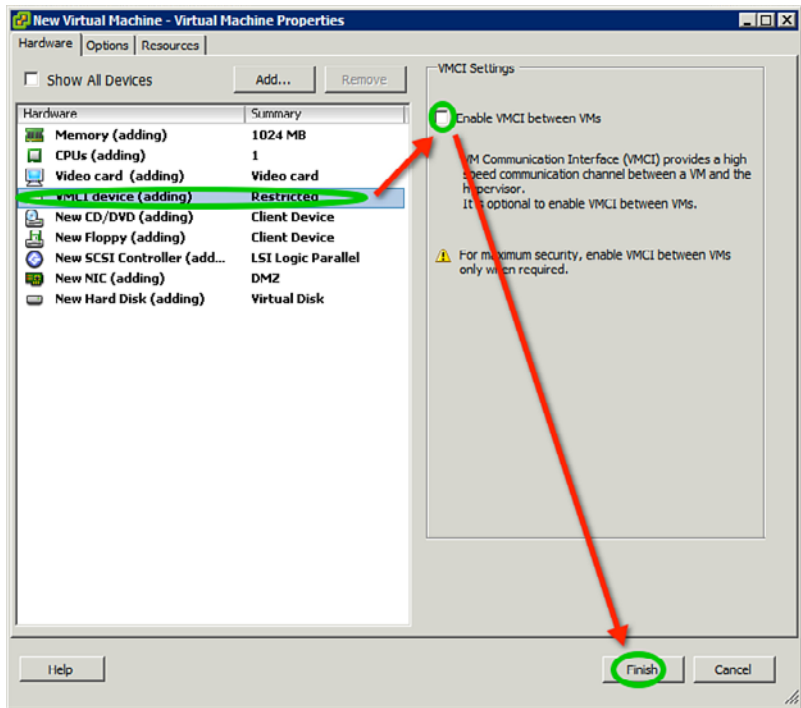 New Virtual Machine - Virtual Machine Properties
Hardware Options Resources
Show All Devices Add... Remove
Hardware Summary
Memory (adding) 1024 MB
CPUs (adding) 1
Video card (adding) Video card
VMCI device (adding) Restricted
New CD/DVD (adding) Client Device
New Floppy (adding) Client Device
New SCSI Controller (add... LSI Logic Parallel
New NIC (adding) DMZ
New Hard Disk (adding) Virtual Disk
VMCI Settings
Enable VMCI between VMs
VM Communication Interface (VMCI) provides a high
speed communication channel between a VM and the
hypervisor.
It is optional to enable VMCI between VMs.
For maximum security, enable VMCI between VMs
only when required.
Help Finish Cancel